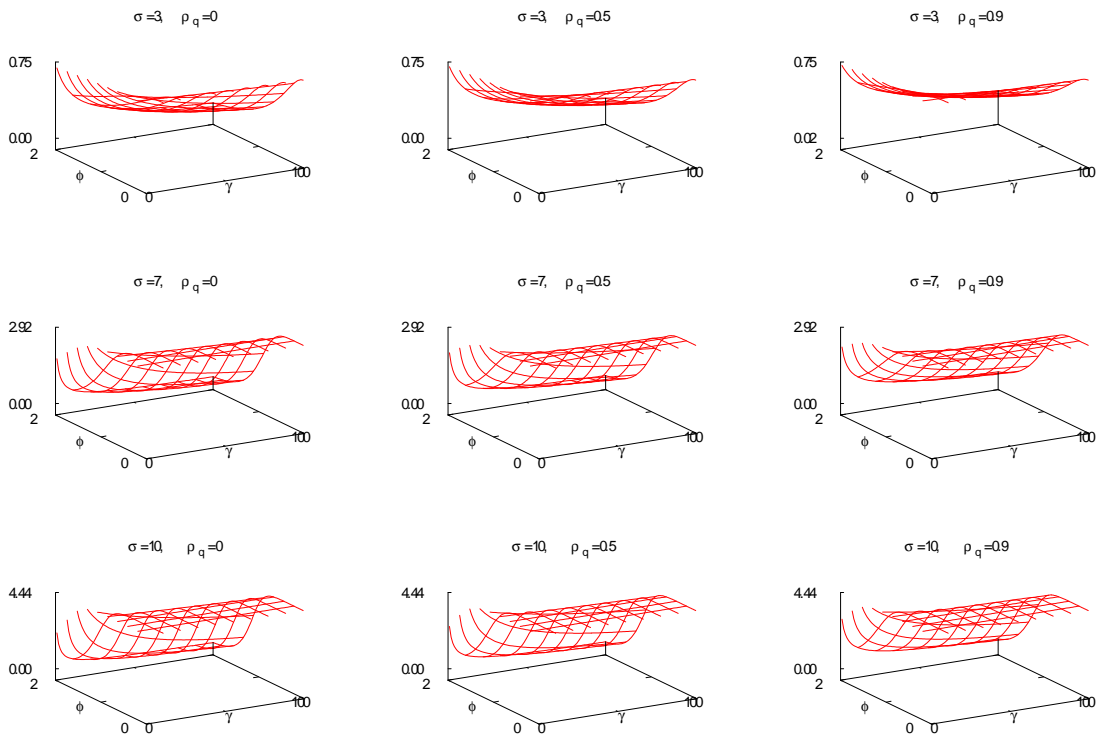 σ=3, ρ q=0
σ=3, ρ q=0.5
σ=3, ρ q=0.9
0.75
0.00
2
ϕ
0
0
γ
100
0.75
0.00
2
ϕ
0
0
γ
100
0.75
0.02
2
ϕ
0
0
γ
100
σ=7, ρ q=0
σ=7, ρ q=0.5
σ=7, ρ q=0.9
2.92
0.00
2
ϕ
0
0
γ
100
2.92
0.00
2
ϕ
0
0
γ
100
2.92
0.00
2
ϕ
0
0
γ
100
σ=10, ρ q=0
σ=10, ρ q=0.5
σ=10, ρ q=0.9
4.44
0.00
2
ϕ
0
0
γ
100
4.44
0.00
2
ϕ
0
0
γ
100
4.44
0.00
2
ϕ
0
0
γ
100